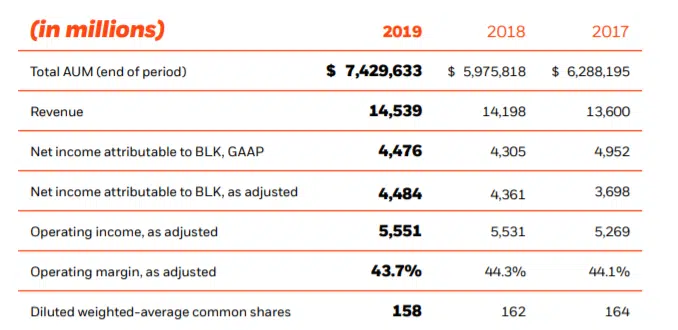 (in millions) 2019 2018 2017
Total AUM (end of period) $ 7,429,633 $ 5,975,818 $ 6,288,195
Revenue 14,539 14,198 13,600
Net income attributable to BLK, GAAP 4,476 4,305 4,952
Net income attributable to BLK, as adjusted 4,484 4,361 3,698
Operating income, as adjusted 5,551 5,531 5,269
Operating margin, as adjusted 43.7% 44.3% 44.1%
Diluted weighted-average common shares 158 162 164